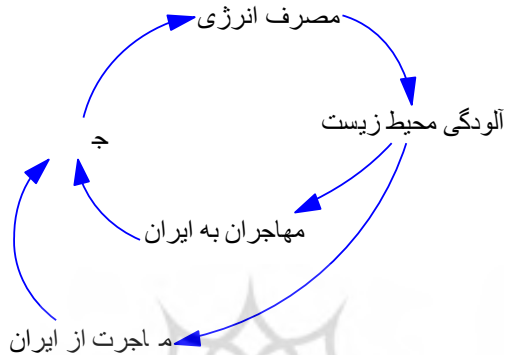 مصرف انرژی
آلودگی محیط زیست
ج
مهاجران به ایران
م اجرت از ایران